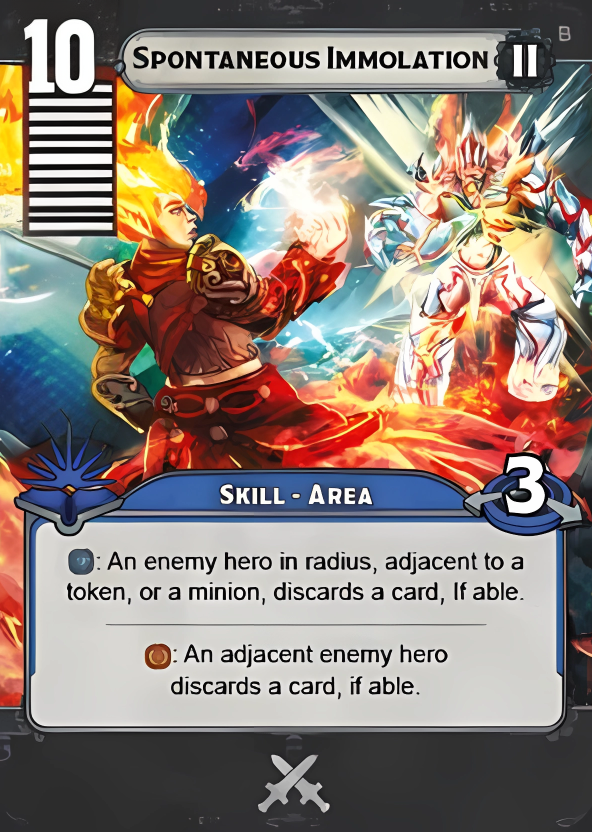 10
SPONTANEOUS IMMOLATION
II
B
SKILL - AREA
3
: An enemy hero in radius, adjacent to a
token, or a minion, discards a card, If able.
: An adjacent enemy hero
discards a card, if able.